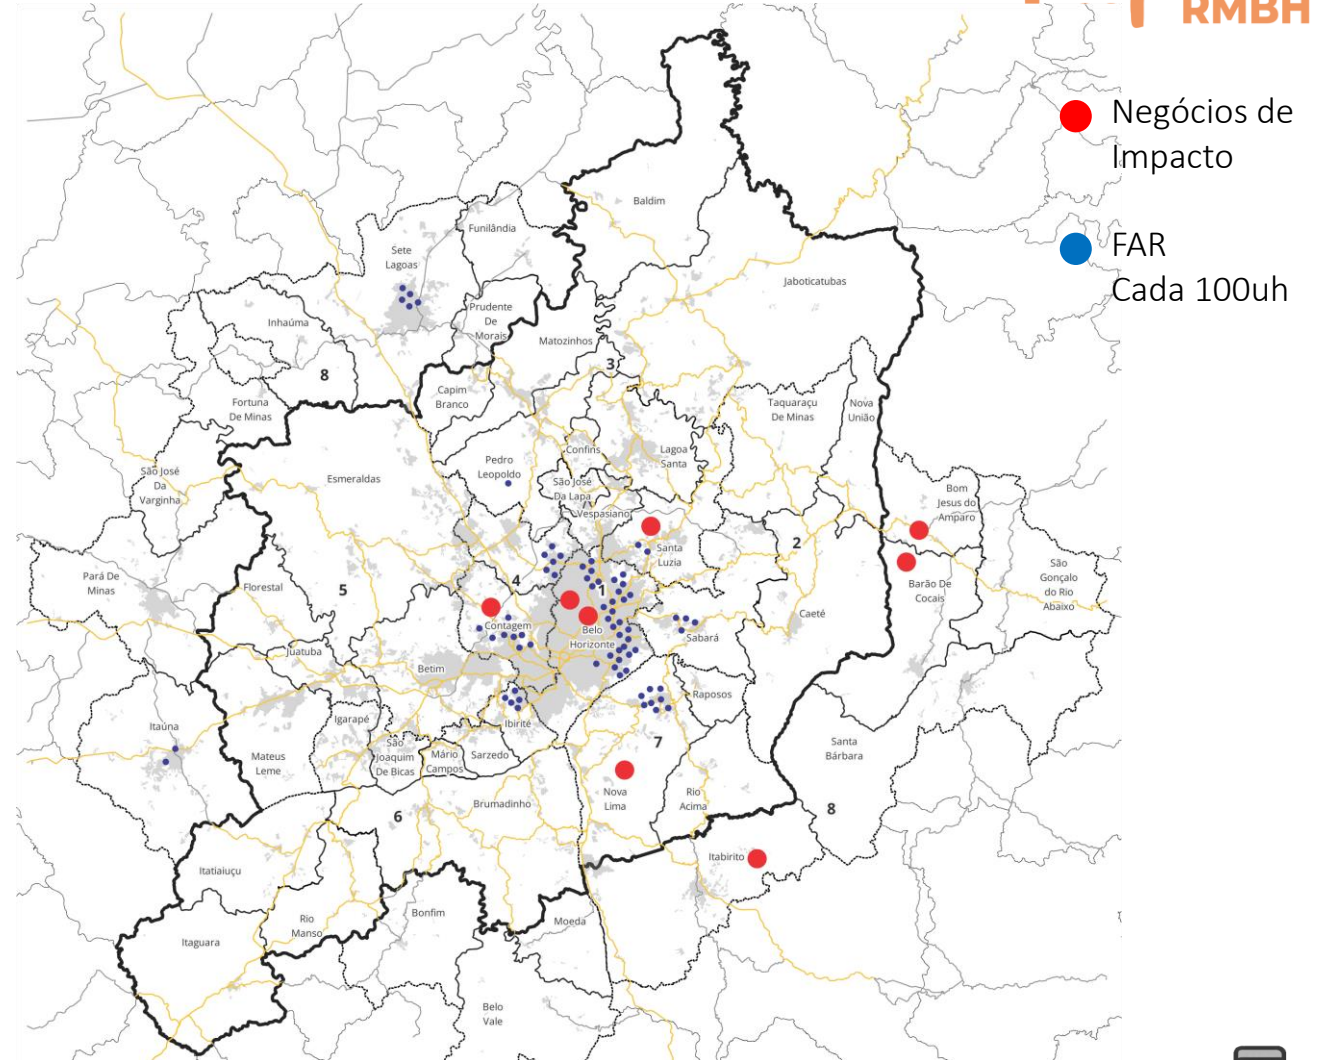 RMBH
Negócios de
Impacto
FAR
Cada 100uh
Baldim
Funilândia
Sete
Lagoas
Jaboticatubas
Prudente
De
Morais
Inhaúma
Matozinhos
3
8
Capim
Branco
Fortuna
De Minas
Taquaraçu
De Minas
Nova
União
Confins
Lagoa
Santa
Pedro
Leopoldo
São José
Da
Varginha
Esmeraldas
São José
Da Lapa
Bom
Jesus do
Amparo
Vespasiano
2
Santa
Luzia
São
Gonçalo
do Rio
Abaixo
Pará De
Minas
Florestal
5
4
1
Barão De
Cocais
Caeté
Contagem
Belo
Horizonte
Sabará
Juatuba
Betim
Raposos
Itaúna
Igarapé
Ibirité
7
São
Joaquim
De Bicas
Mário
Campos
Sarzedo
Mateus
Leme
Santa
Bárbara
Nova
Lima
Rio
Acima
Brumadinho
6
8
Itabirito
Itatiaiuçu
Rio
Manso
Bonfim
Moeda
Itaguara
Belo
Vale